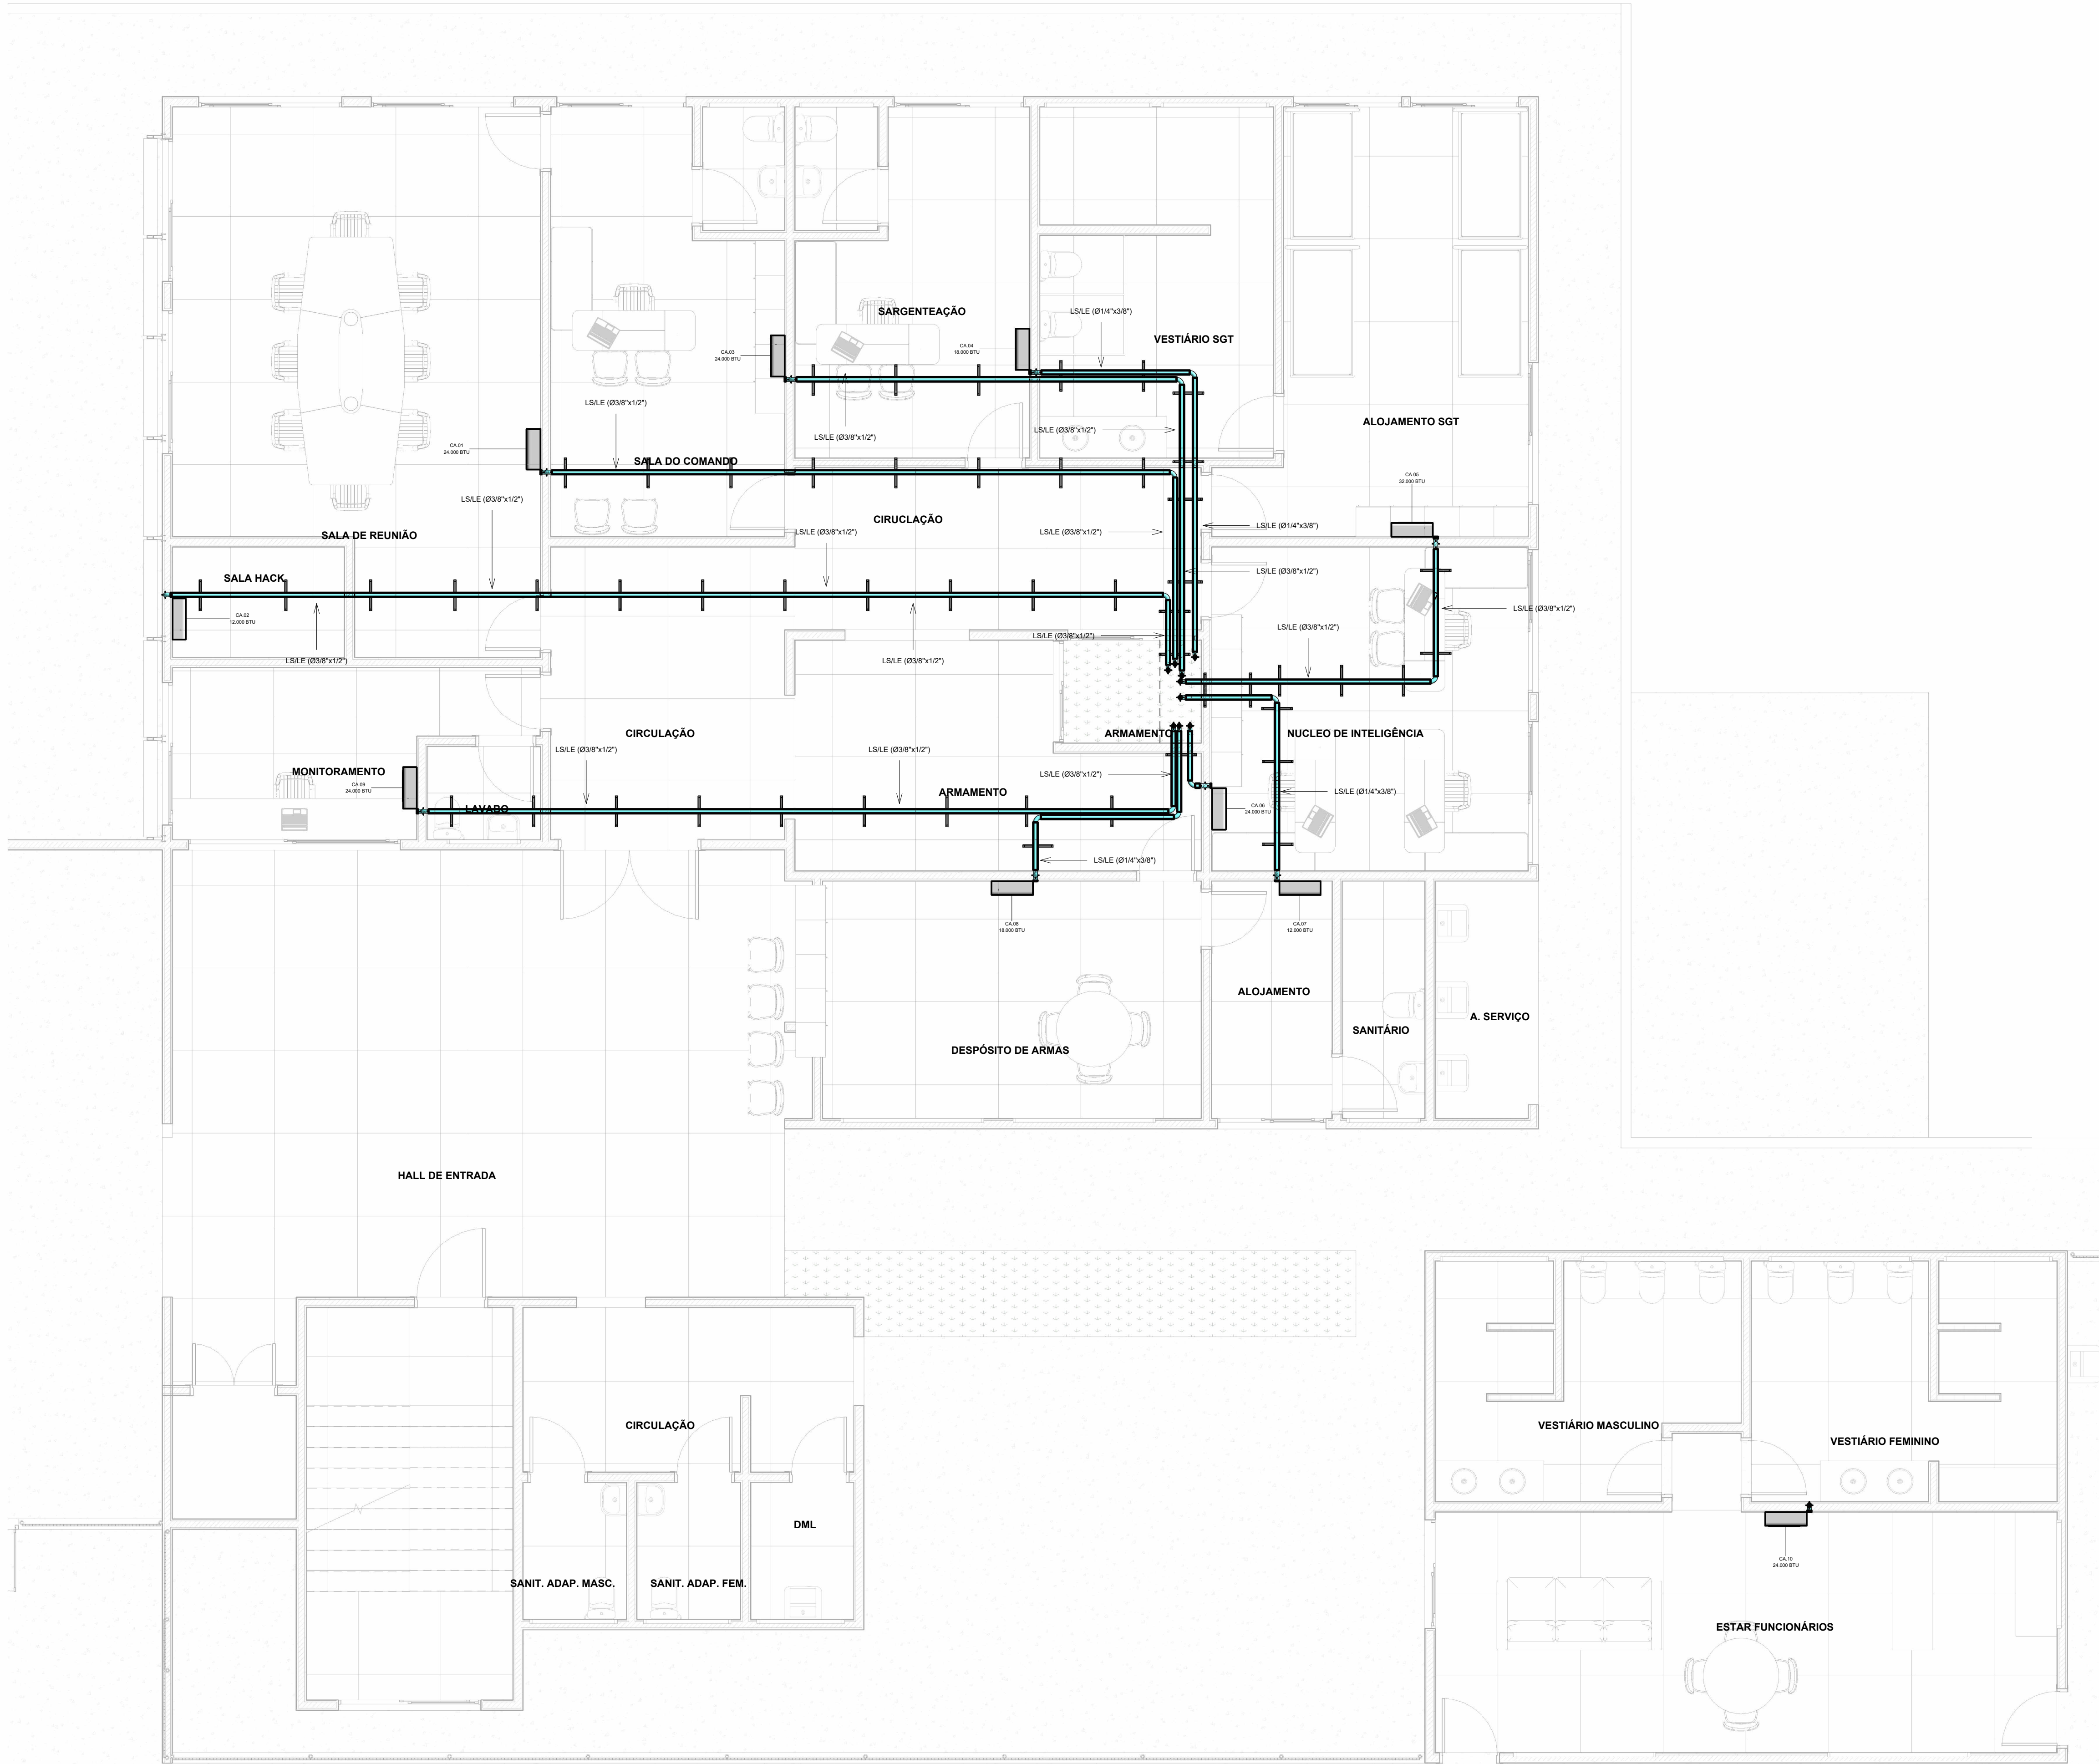 SARGENTEAÇÃO
LS/LE (Ø1/4"x3/8")
VESTIÁRIO SGT
CA.03
24.000 BTU
CA.04
18.000 BTU
LS/LE (Ø3/8"x1/2")
LS/LE (Ø3/8"x1/2")
LS/LE (Ø3/8"x1/2")
ALOJAMENTO SGT
CA.01
24.000 BTU
SALA DO COMANDO
CA.05
32.000 BTU
LS/LE (Ø3/8"x1/2")
CIRUCLAÇÃO
LS/LE (Ø1/4"x3/8")
SALA DE REUNIÃO
LS/LE (Ø3/8"x1/2")
LS/LE (Ø3/8"x1/2")
LS/LE (Ø3/8"x1/2")
SALA HACK
CA.02
12.000 BTU
LS/LE (Ø3/8"x1/2")
LS/LE (Ø3/8"x1/2")
LS/LE (Ø3/8"x1/2")
LS/LE (Ø3/8"x1/2")
LS/LE (Ø3/8"x1/2")
CIRCULAÇÃO
ARMAMENTO
NUCLEO DE INTELIGÊNCIA
LS/LE (Ø3/8"x1/2")
LS/LE (Ø3/8"x1/2")
MONITORAMENTO
LS/LE (Ø3/8"x1/2")
CA.09
24.000 BTU
ARMAMENTO
LS/LE (Ø1/4"x3/8")
LAVABO
CA.06
24.000 BTU
LS/LE (Ø1/4"x3/8")
CA.08
18.000 BTU
CA.07
12.000 BTU
ALOJAMENTO
A. SERVIÇO
SANITÁRIO
DESPÓSITO DE ARMAS
HALL DE ENTRADA
CIRCULAÇÃO
VESTIÁRIO MASCULINO
VESTIÁRIO FEMININO
DML
CA.10
24.000 BTU
SANIT. ADAP. MASC.
SANIT. ADAP. FEM.
ESTAR FUNCIONÁRIOS